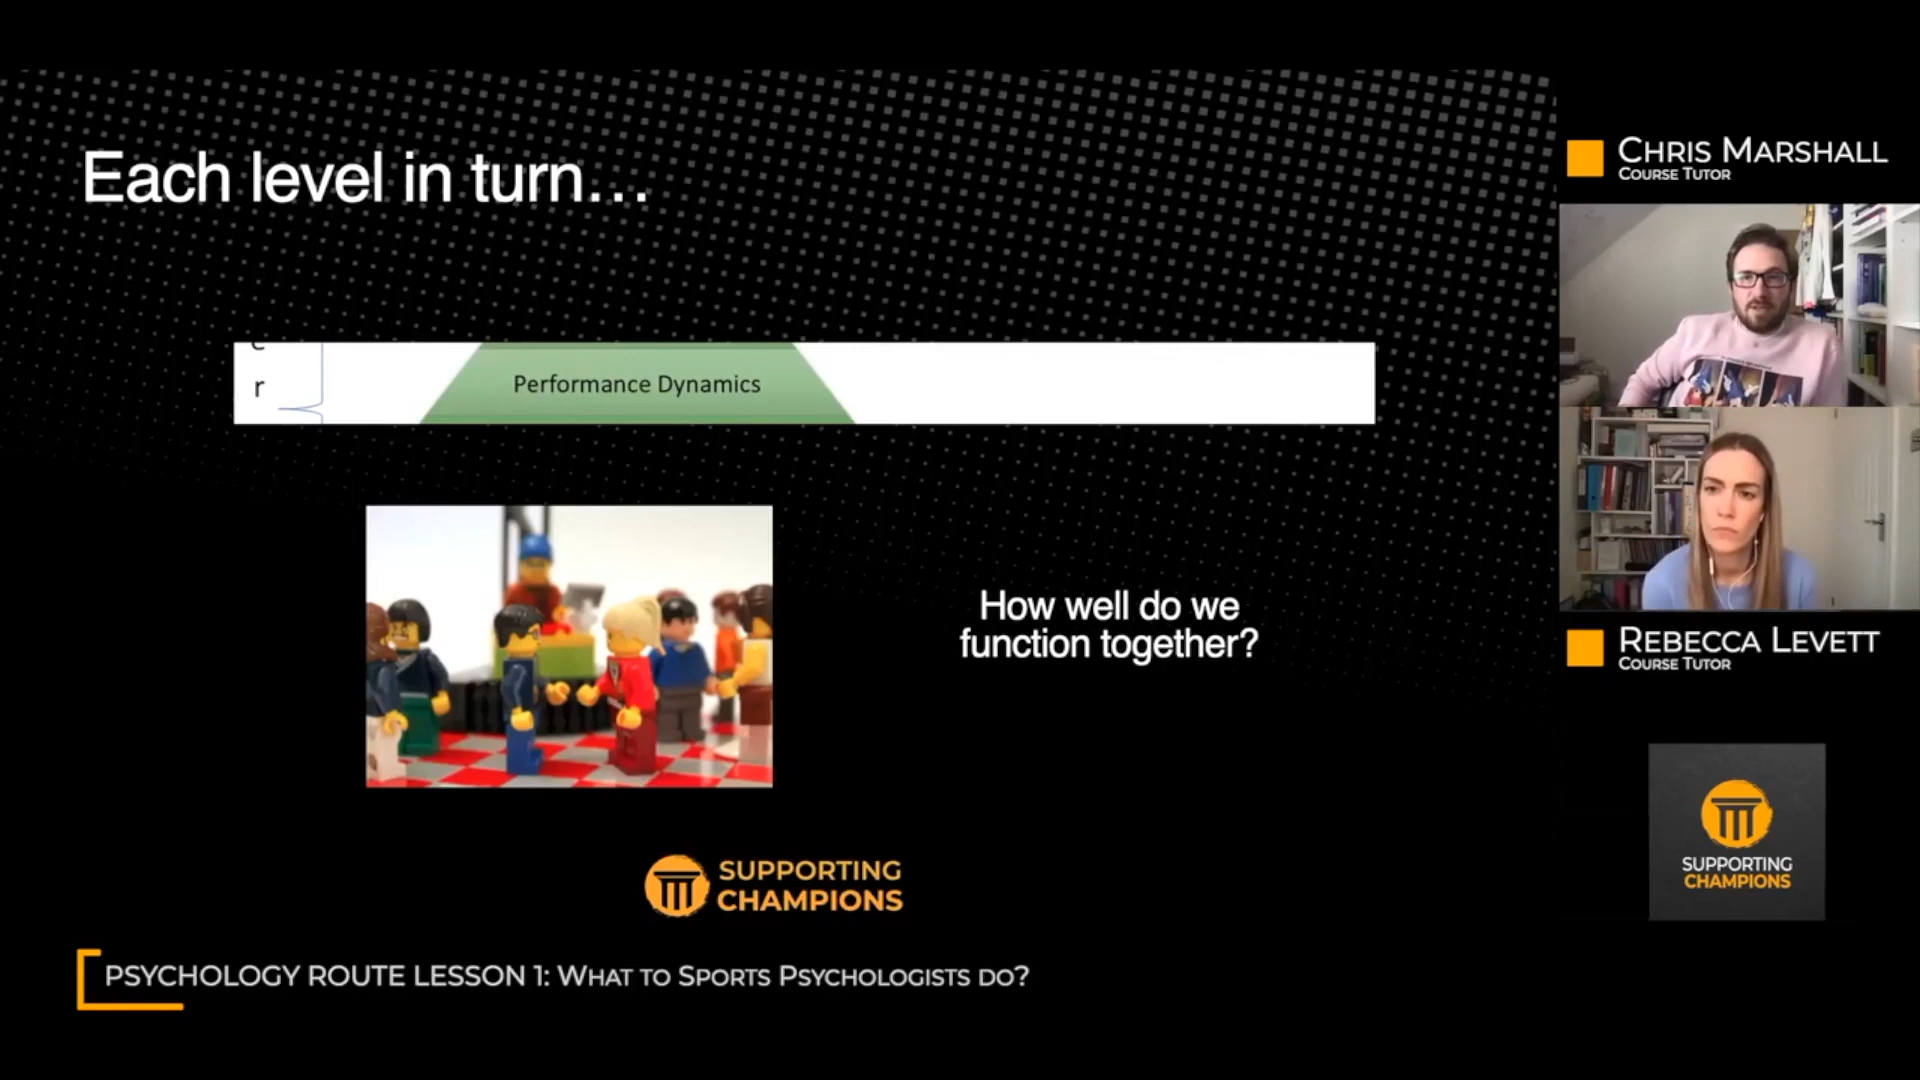 Each level in turn…
r
Performance Dynamics
How well do we
function together?
SUPPORTING
CHAMPIONS
PSYCHOLOGY ROUTE LESSON 1: WHAT TO SPORTS PSYCHOLOGISTS DO?
CHRIS MARSHALL
COURSE TUTOR
REBECCA LEVETT
COURSE TUTOR
SUPPORTING
CHAMPIONS